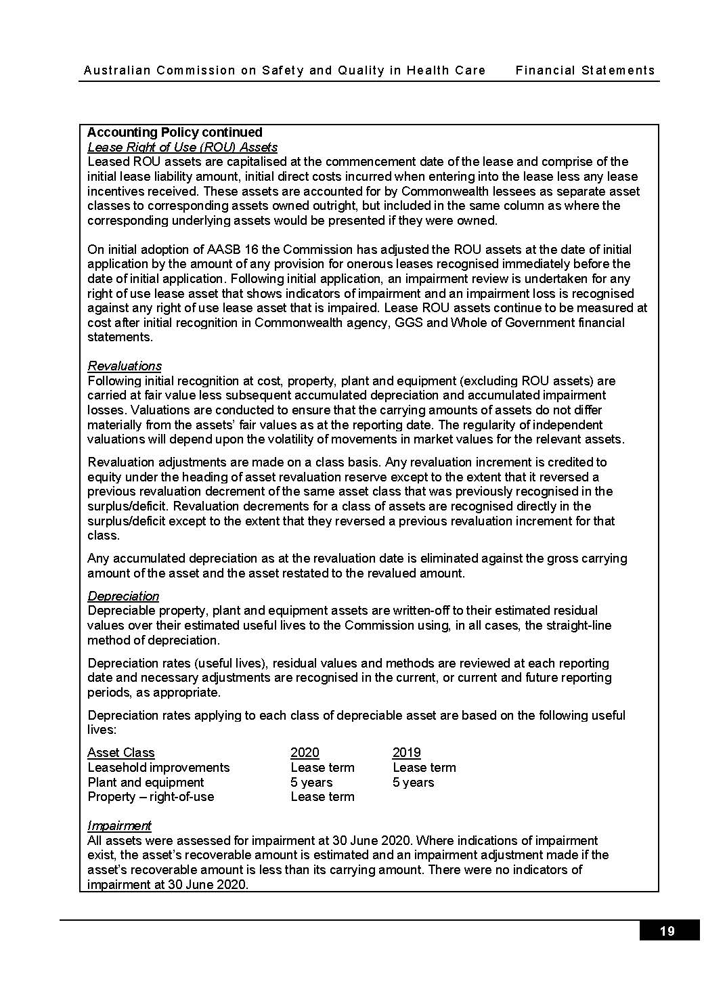 Australian Commission on Safety and Quality in Health Care Financial Statements
Accounting Policy continued
Lease Right of Use (ROU) Assets
Leased ROU assets are capitalised at the commencement date of the lease and comprise of the
initial lease liability amount, initial direct costs incurred when entering into the lease less any lease
incentives received. These assets are accounted for by Commonwealth lessees as separate asset
classes to corresponding assets owned outright, but included in the same column as where the
corresponding underlying assets would be presented if they were owned.
On initial adoption of AASB 16 the Commission has adjusted the ROU assets at the date of initial
application by the amount of any provision for onerous leases recognised immediately before the
date of initial application. Following initial application, an impairment review is undertaken for any
right of use lease asset that shows indicators of impairment and an impairment loss is recognised
against any right of use lease asset that is impaired. Lease ROU assets continue to be measured at
cost after initial recognition in Commonwealth agency, GGS and Whole of Government financial
statements.
Revaluations
Following initial recognition at cost, property, plant and equipment (excluding ROU assets) are
carried at fair value less subsequent accumulated depreciation and accumulated impairment
losses. Valuations are conducted to ensure that the carrying amounts of assets do not differ
materially from the assets’ fair values as at the reporting date. The regularity of independent
valuations will depend upon the volatility of movements in market values for the relevant assets.
Revaluation adjustments are made on a class basis. Any revaluation increment is credited to
equity under the heading of asset revaluation reserve except to the extent that it reversed a
previous revaluation decrement of the same asset class that was previously recognised in the
surplus/deficit. Revaluation decrements for a class of assets are recognised directly in the
surplus/deficit except to the extent that they reversed a previous revaluation increment for that
class.
Any accumulated depreciation as at the revaluation date is eliminated against the gross carrying
amount of the asset and the asset restated to the revalued amount.
Depreciation
Depreciable property, plant and equipment assets are written-off to their estimated residual
values over their estimated useful lives to the Commission using, in all cases, the straight-line
method of depreciation.
Depreciation rates (useful lives), residual values and methods are reviewed at each reporting
date and necessary adjustments are recognised in the current, or current and future reporting
periods, as appropriate.
Depreciation rates applying to each class of depreciable asset are based on the following useful
lives:
Asset Class 2020 2019
Leasehold improvements Lease term Lease term
Plant and equipment 5 years 5 years
Property – right-of-use Lease term
Impairment
All assets were assessed for impairment at 30 June 2020. Where indications of impairment
exist, the asset’s recoverable amount is estimated and an impairment adjustment made if the
asset’s recoverable amount is less than its carrying amount. There were no indicators of
impairment at 30 June 2020.
19